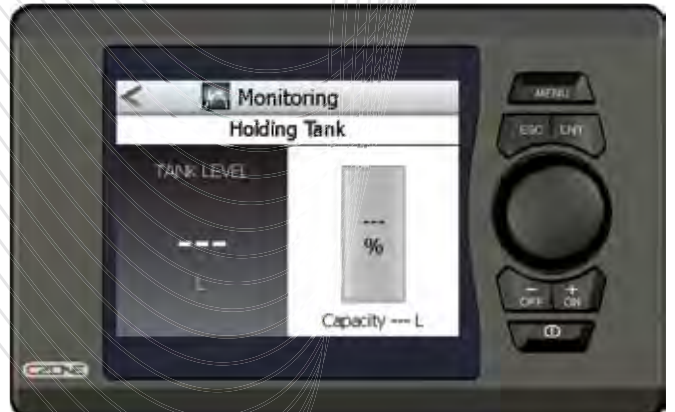 < Monitoring
Holding Tank
TANK LEVEL
---
L
---
%
Capacity --- L
MENU
ESC ENT
− OFF + ON
CZONE